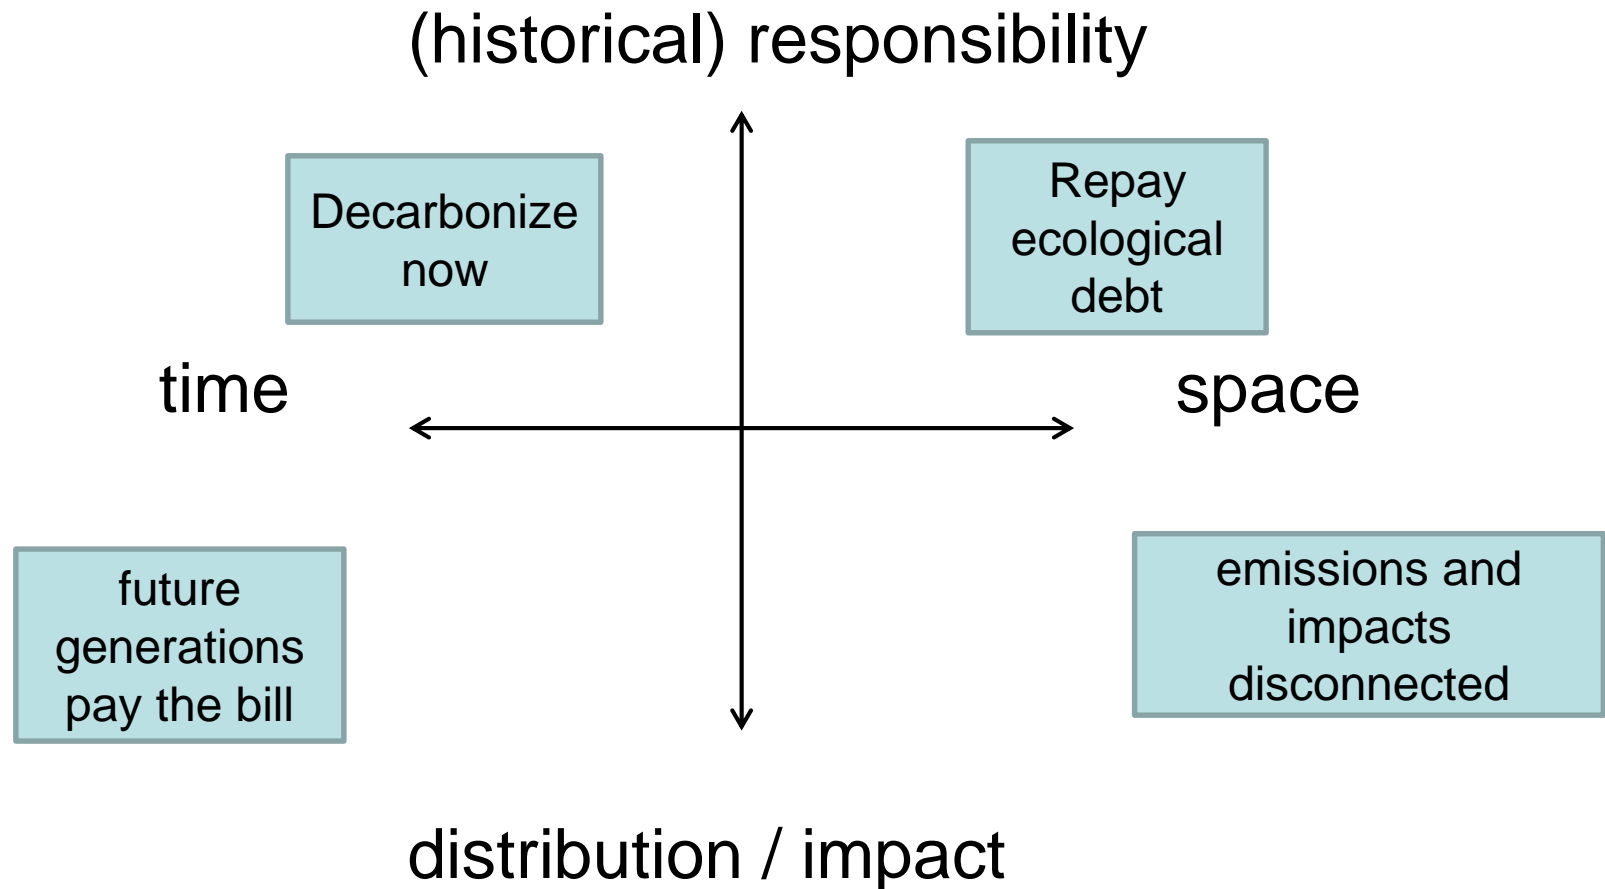 (historical) responsibility
Decarbonize
now
Repay
ecological
debt
time
space
future
generations
pay the bill
emissions and
impacts
disconnected
distribution / impact